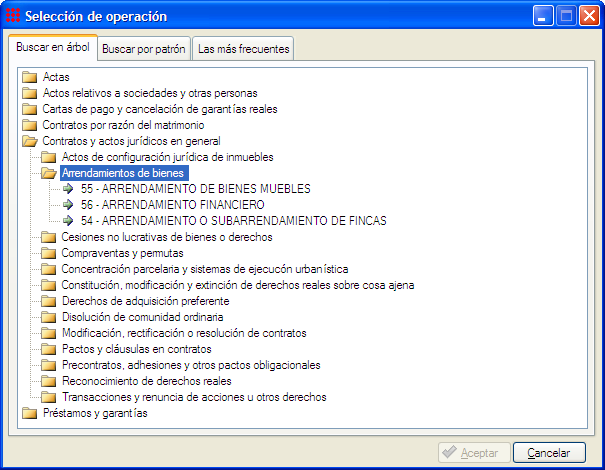 Selección de operación
Buscar en árbol
Buscar por patrón
Las más frecuentes
Actas
Actos relativos a sociedades y otras personas
Cartas de pago y cancelación de garantías reales
Contratos por razón del matrimonio
Contratos y actos jurídicos en general
Actos de configuración jurídica de inmuebles
Arrendamientos de bienes
55 - ARRENDAMIENTO DE BIENES MUEBLES
56 - ARRENDAMIENTO FINANCIERO
54 - ARRENDAMIENTO O SUBARRENDAMIENTO DE FINCAS
Cesiones no lucrativas de bienes o derechos
Compraventas y permutas
Concentración parcelaria y sistemas de ejecucón urbanística
Constitución, modificación y extinción de derechos reales sobre cosa ajena
Derechos de adquisición preferente
Disolución de comunidad ordinaria
Modificación, rectificación o resolución de contratos
Pactos y cláusulas en contratos
Precontratos, adhesiones y otros pactos obligacionales
Reconocimiento de derechos reales
Transacciones y renuncia de acciones u otros derechos
Préstamos y garantías
Aceptar
Cancelar